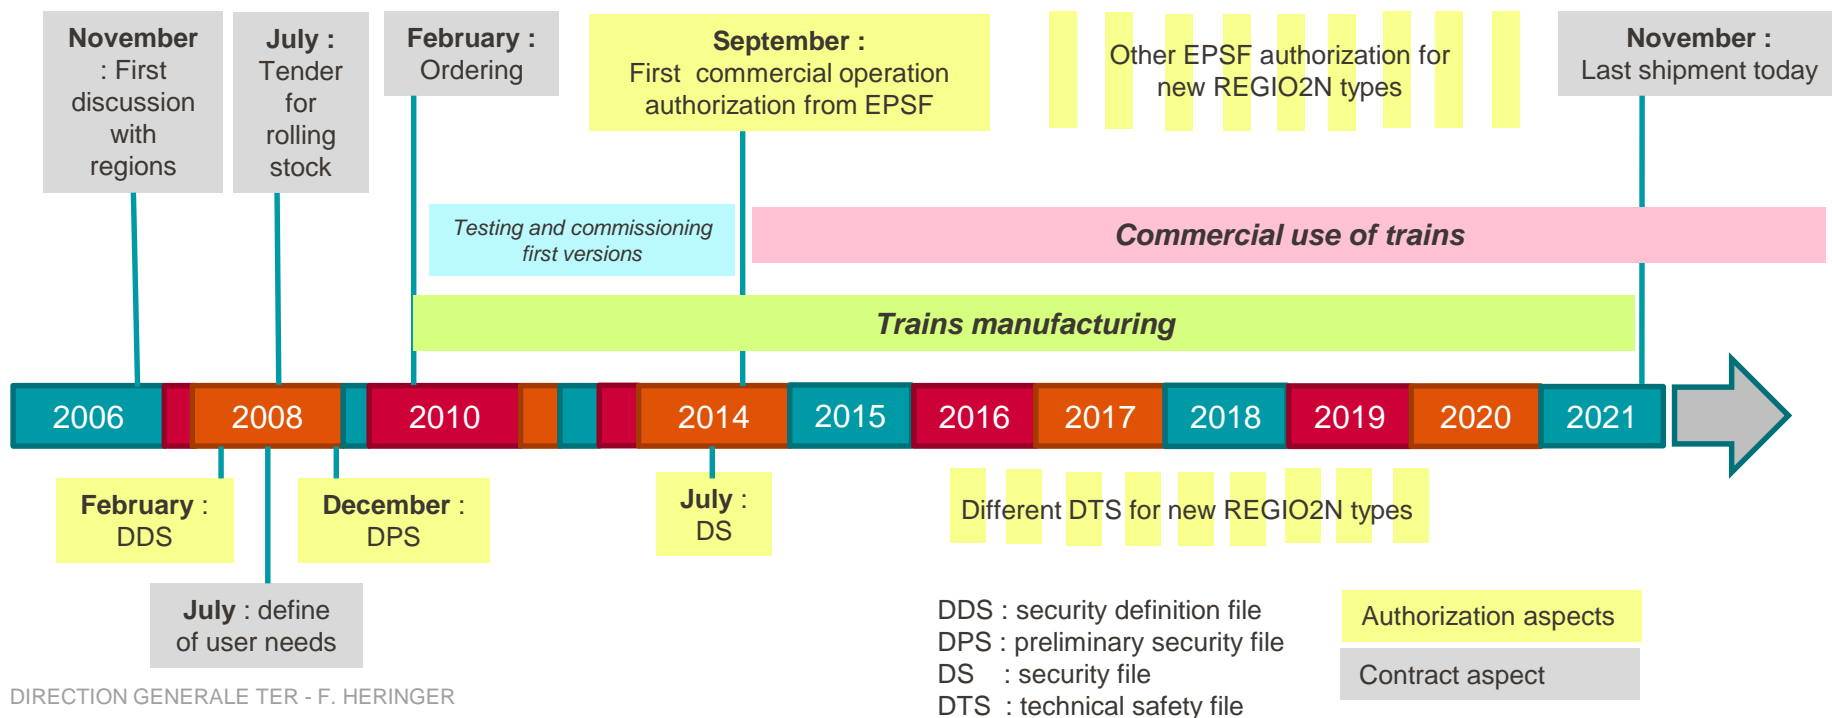 November
: First
discussion
with
regions
July :
Tender
for
rolling
stock
February :
Ordering
September :
First commercial operation
authorization from EPSF
Other EPSF authorization for
new REGIO2N types
November :
Last shipment today
Testing and commissioning
first versions
Commercial use of trains
Trains manufacturing
2006
2008
2010
2014
2015
2016
2017
2018
2019
2020
2021
February :
DDS
December :
DPS
July :
DS
Different DTS for new REGIO2N types
July : define
of user needs
DDS : security definition file
DPS : preliminary security file
DS : security file
DTS : technical safety file
Authorization aspects
Contract aspect
DIRECTION GENERALE TER - F. HERINGER